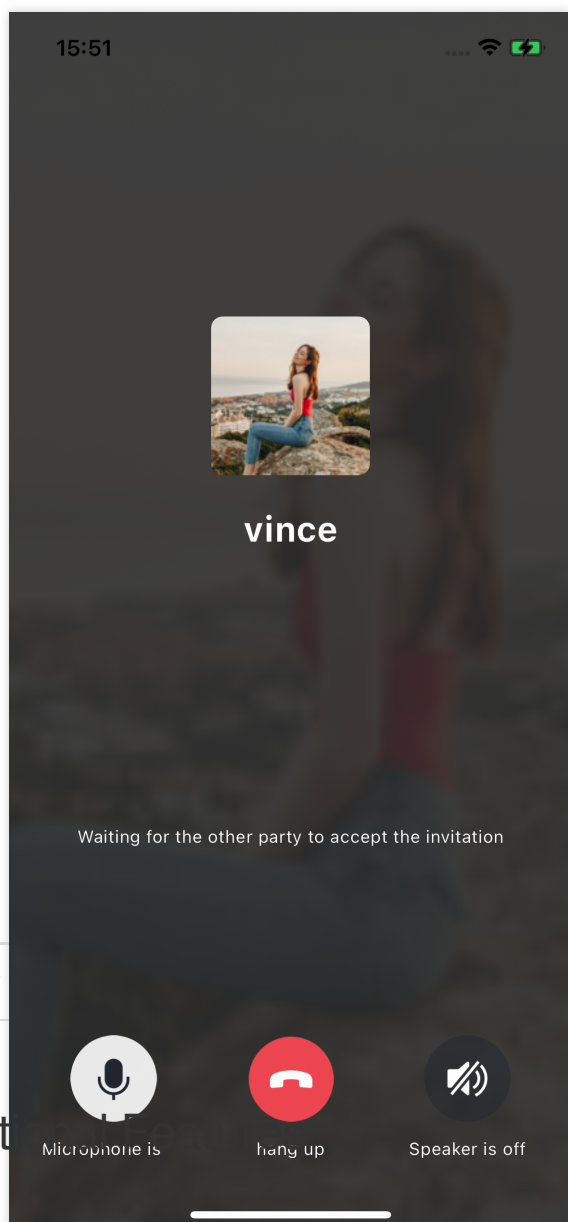 15:51
vince
Waiting for the other party to accept the invitation
Microphone is
hang up
Speaker is off